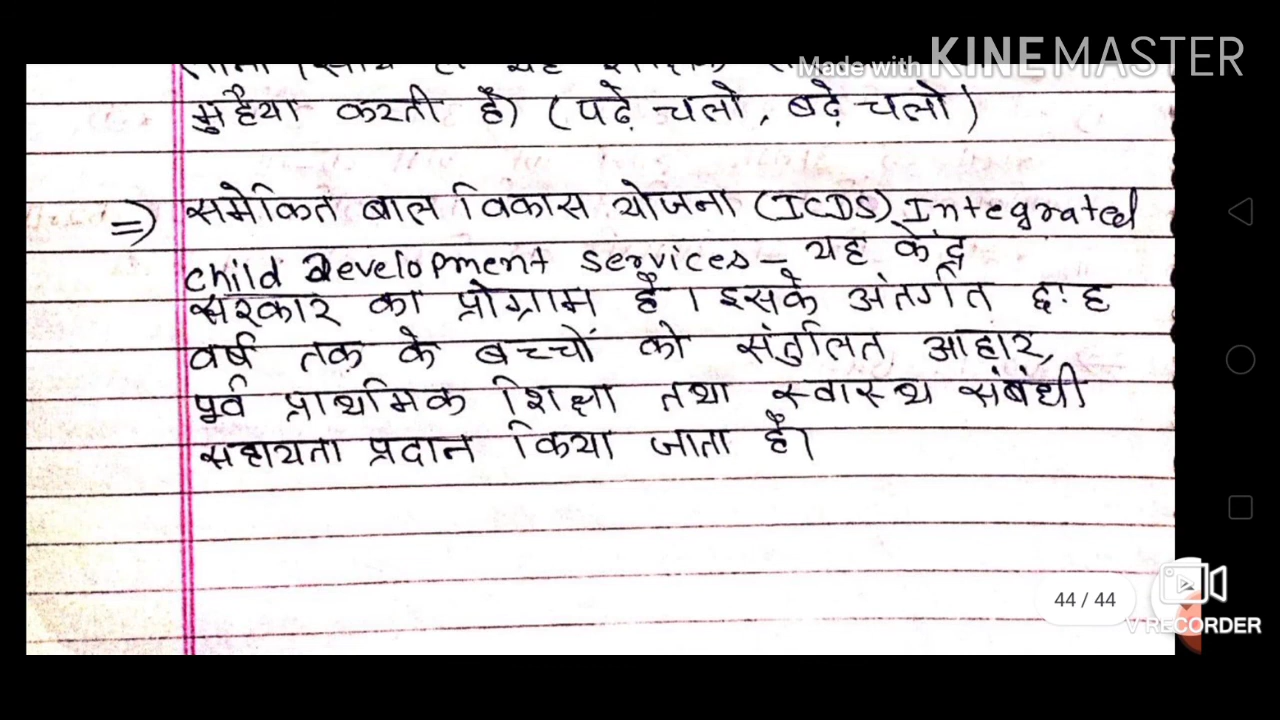 Made with KINEMASTER
मुहैया करती है) (पढ़े चलो, बढ़े चलो)
=) समेकित बाल विकास योजना (ICDS) Integrated
Child Development Services – यह केंद्र
सरकार का प्रोग्राम है। इसके अंतर्गत छः ह
वर्ष तक के बच्चों को संतुलित आहार,
पूर्व प्राथमिक शिक्षा तथा स्वास्थ संबंधी
सहायता प्रदान किया जाता है।
44 / 44
V RECORDER